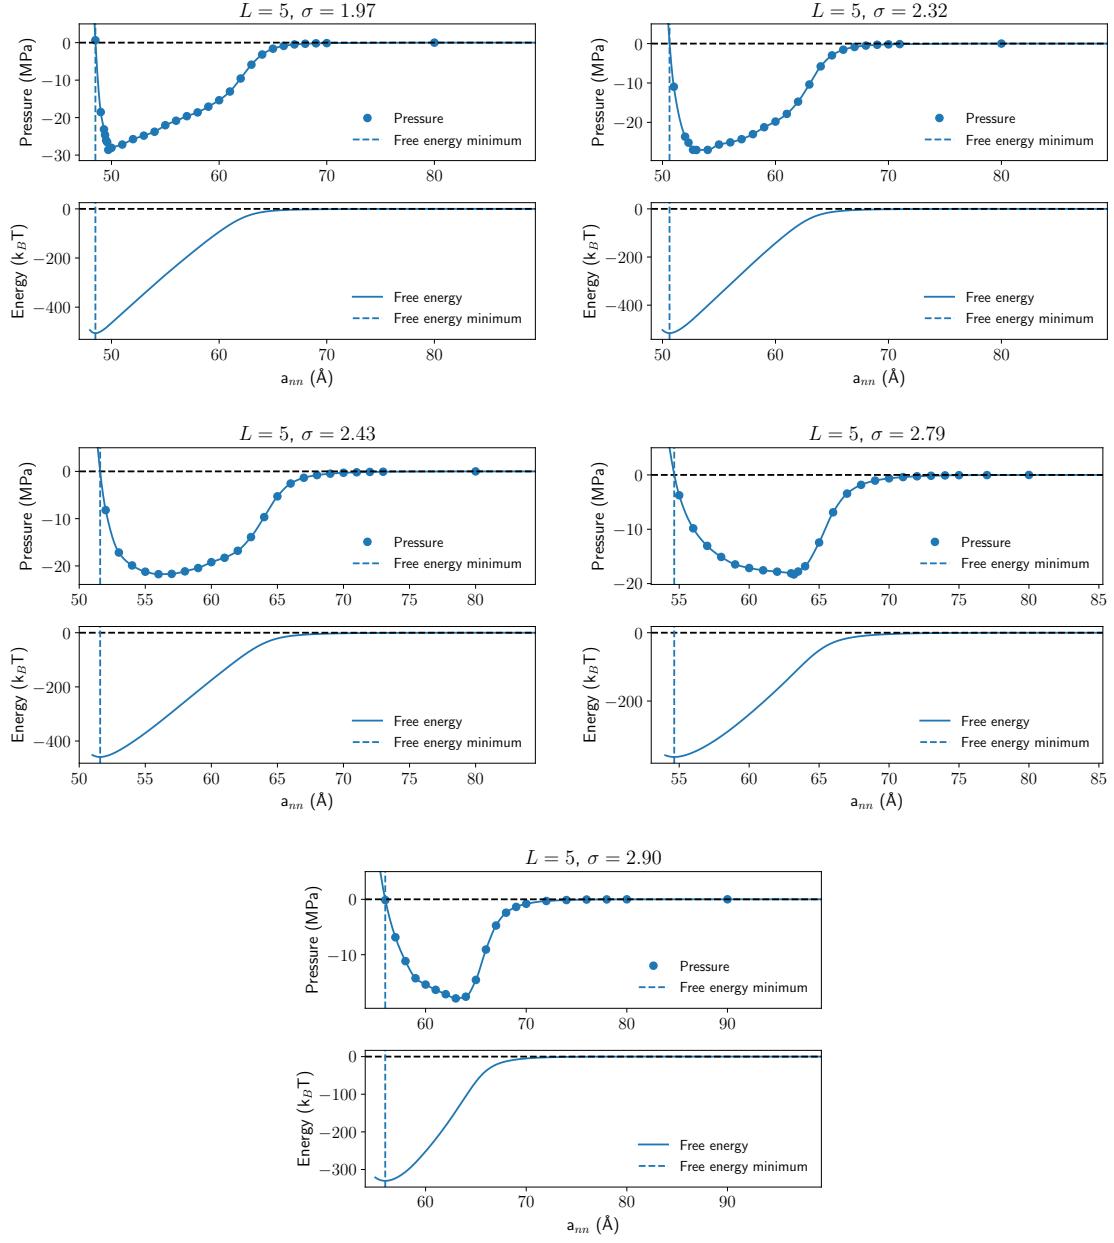 L = 5, σ = 1.97
Pressure (MPa)
0
−10
−20
−30
Pressure
Free energy minimum
50 60 70 80
Energy (k_BT)
0
−200
−400
Free energy
Free energy minimum
50 60 70 80
a_nn (Å)
L = 5, σ = 2.32
Pressure (MPa)
0
−20
Pressure
Free energy minimum
50 60 70 80
Energy (k_BT)
0
−200
−400
Free energy
Free energy minimum
50 60 70 80
a_nn (Å)
L = 5, σ = 2.43
Pressure (MPa)
0
−10
−20
Pressure
Free energy minimum
50 55 60 65 70 75 80
Energy (k_BT)
0
−200
−400
Free energy
Free energy minimum
50 55 60 65 70 75 80
a_nn (Å)
L = 5, σ = 2.79
Pressure (MPa)
0
−10
−20
Pressure
Free energy minimum
55 60 65 70 75 80 85
Energy (k_BT)
0
−200
Free energy
Free energy minimum
55 60 65 70 75 80 85
a_nn (Å)
L = 5, σ = 2.90
Pressure (MPa)
0
−10
Pressure
Free energy minimum
60 70 80 90
Energy (k_BT)
0
−100
−200
−300
Free energy
Free energy minimum
60 70 80 90
a_nn (Å)